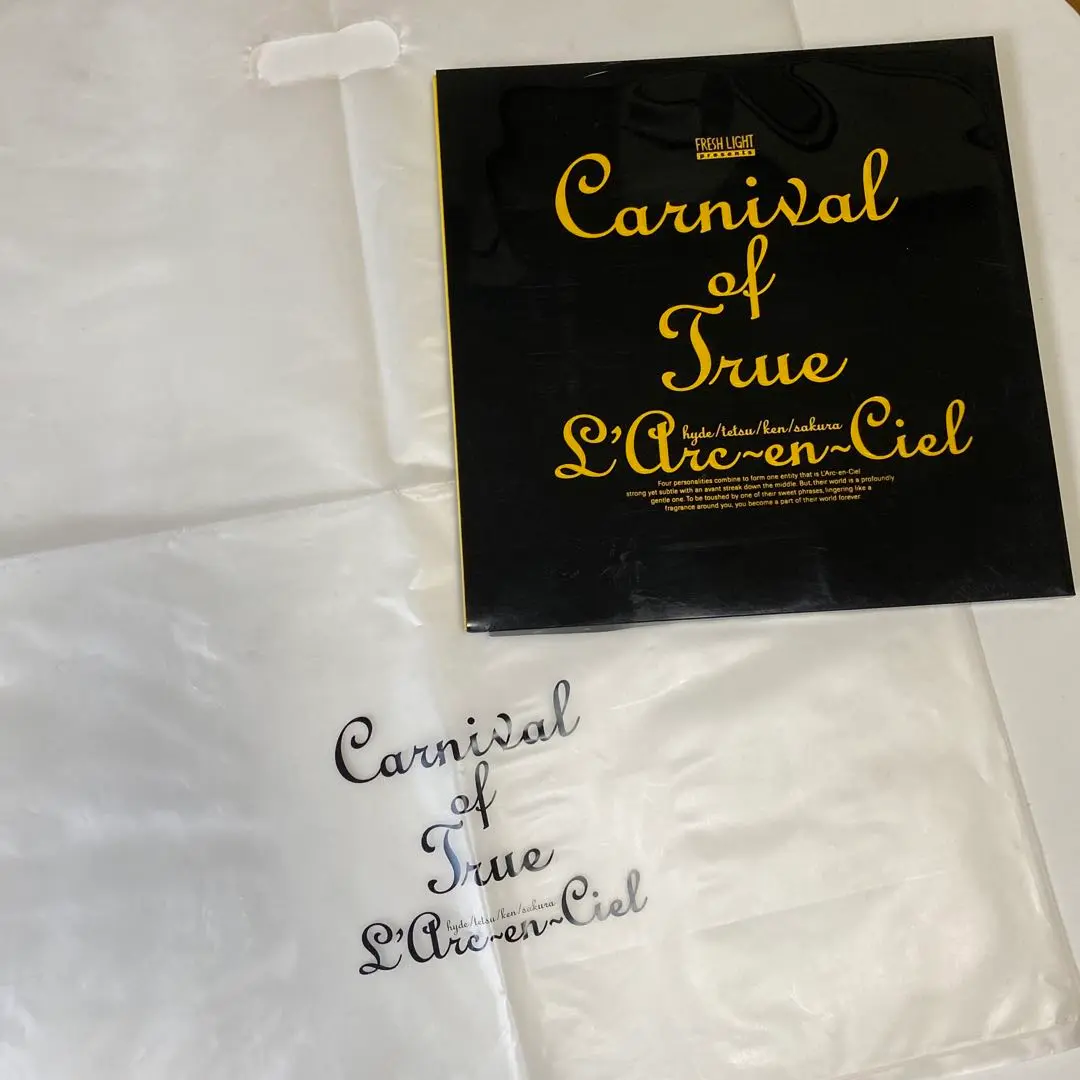 FRESH LIGHT
presents
Carnival
of
True
hyde/tetsu/ken/sakura
L'Arc~en~Ciel
Four personalities combine to form one entity that is L'Arc-en-Ciel
strong yet subtle with an avant streak down the middle. But, their world is a profoundly
gentle one. To be touched by one of their sweet phrases, lingering like a
fragrance around you, you become a part of their world forever.
Carnival
of
True
hyde/tetsu/ken/sakura
L'Arc~en~Ciel